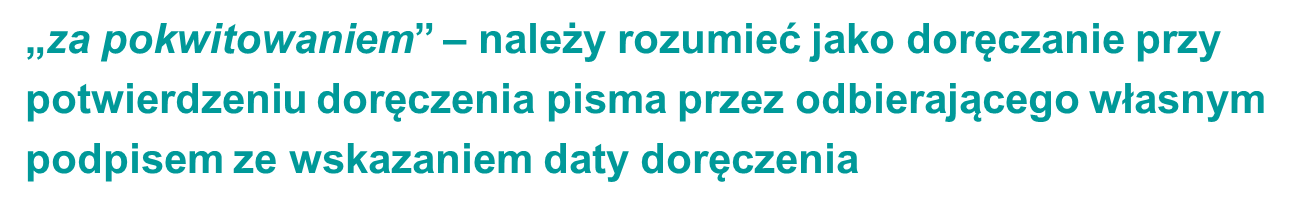 „za pokwitowaniem” – należy rozumieć jako doręczanie przy
potwierdzeniu doręczenia pisma przez odbierającego własnym
podpisem ze wskazaniem daty doręczenia